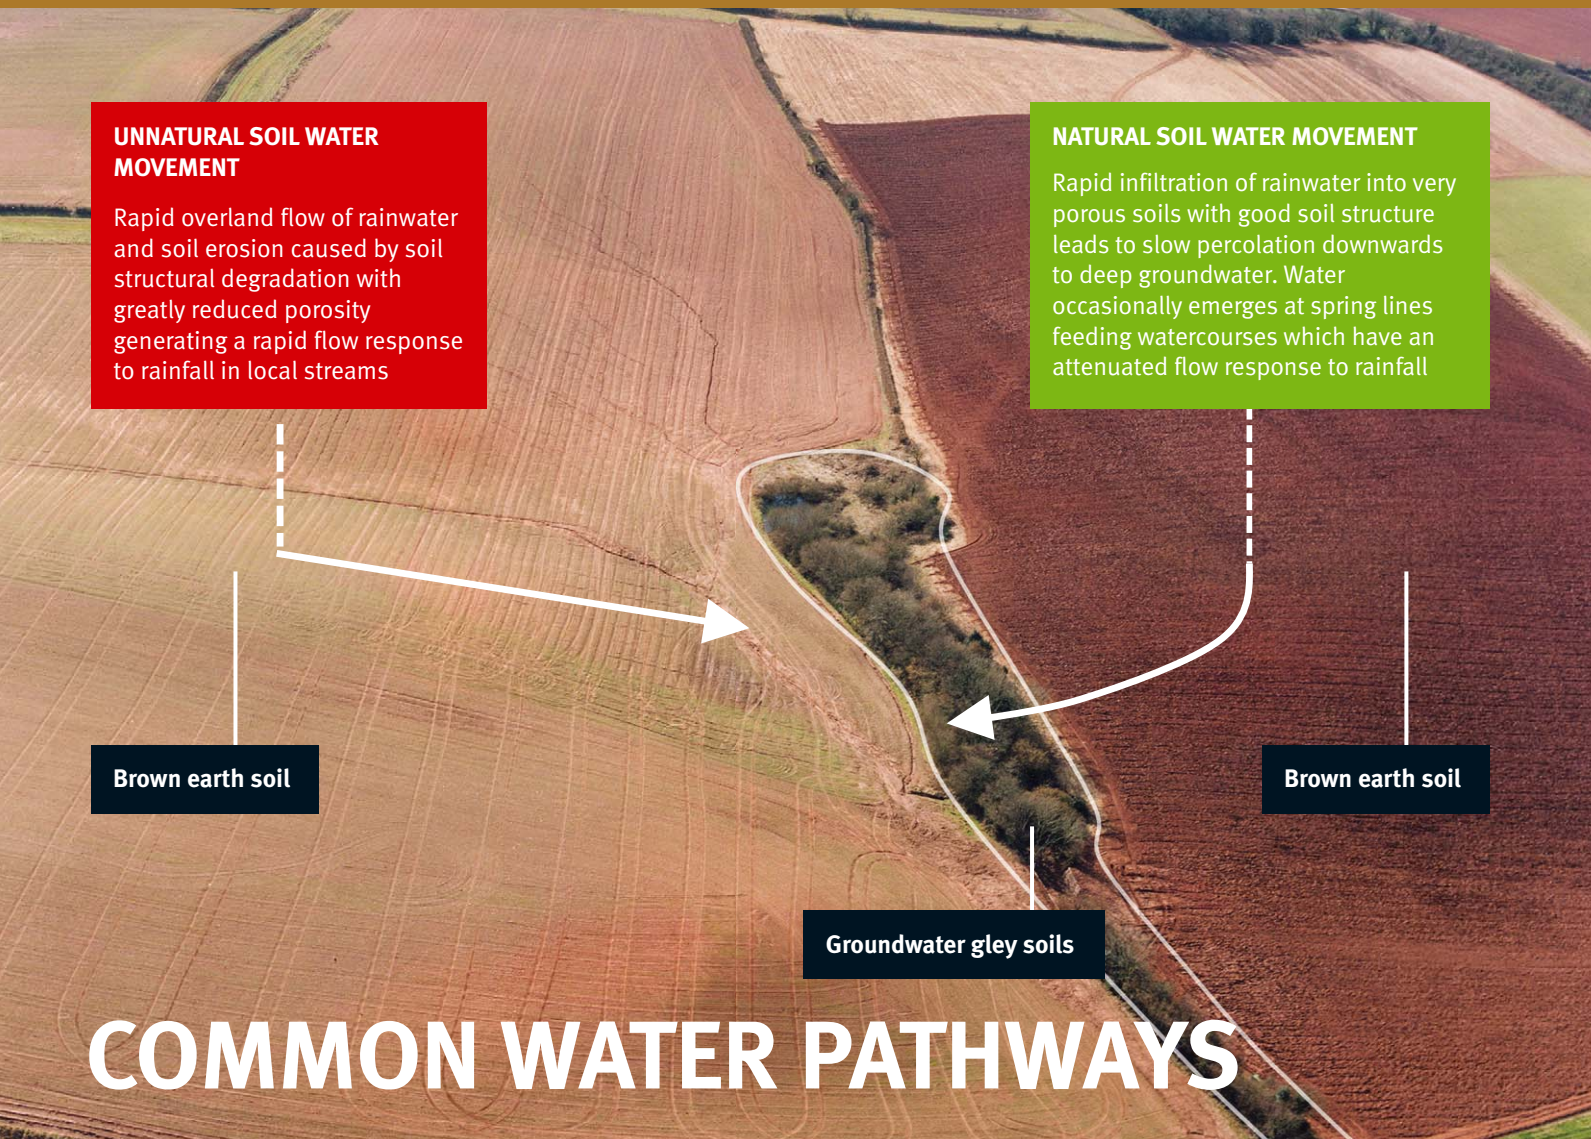 UNNATURAL SOIL WATER
MOVEMENT
Rapid overland flow of rainwater
and soil erosion caused by soil
structural degradation with
greatly reduced porosity
generating a rapid flow response
to rainfall in local streams
NATURAL SOIL WATER MOVEMENT
Rapid infiltration of rainwater into very
porous soils with good soil structure
leads to slow percolation downwards
to deep groundwater. Water
occasionally emerges at spring lines
feeding watercourses which have an
attenuated flow response to rainfall
Brown earth soil
Brown earth soil
Groundwater gley soils
COMMON WATER PATHWAYS